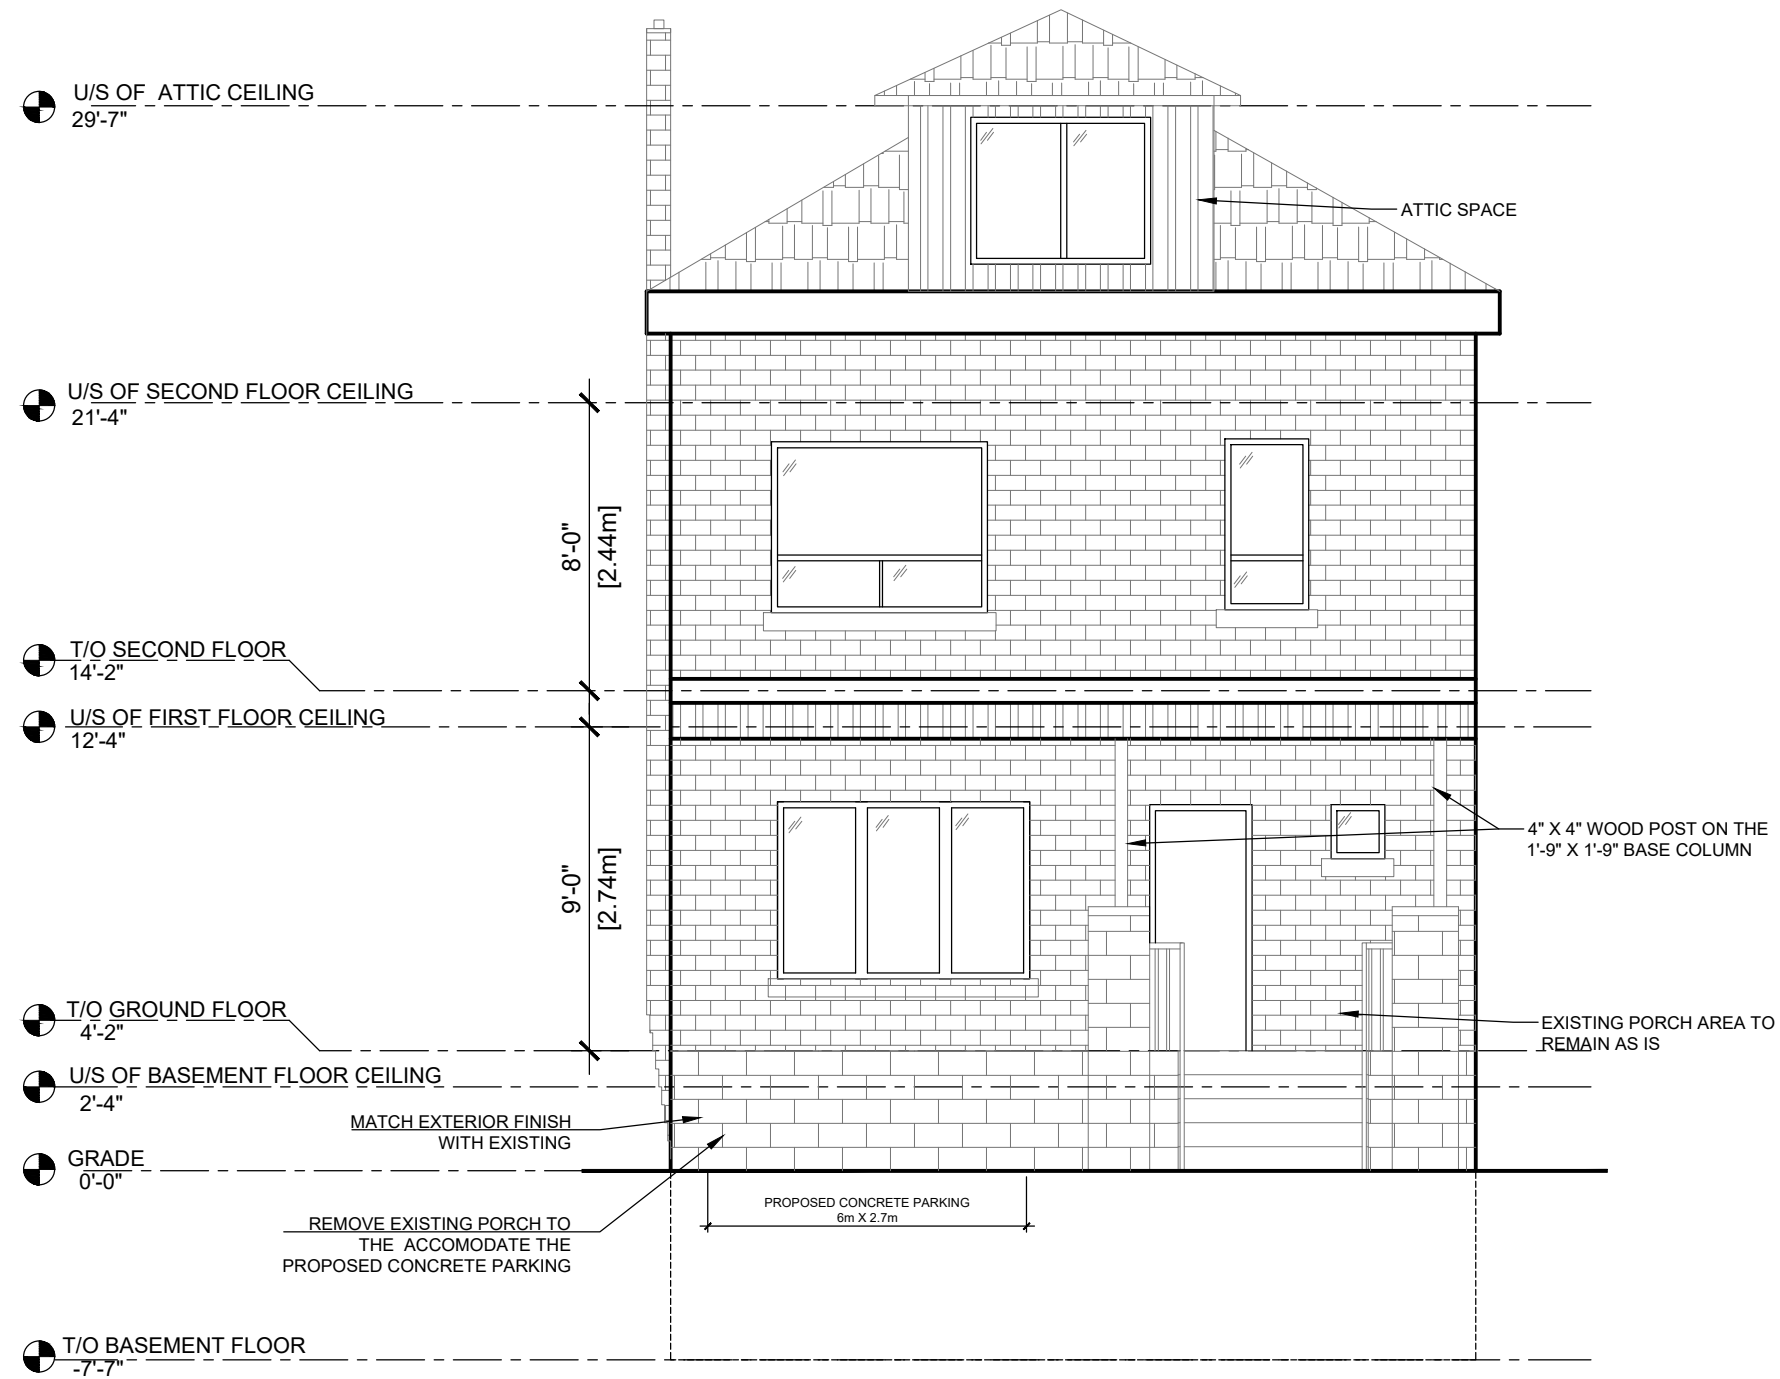 U/S OF ATTIC CEILING
29'-7"
ATTIC SPACE
U/S OF SECOND FLOOR CEILING
21'-4"
8'-0"
[2.44m]
T/O SECOND FLOOR
14'-2"
U/S OF FIRST FLOOR CEILING
12'-4"
4" X 4" WOOD POST ON THE
1'-9" X 1'-9" BASE COLUMN
9'-0"
[2.74m]
T/O GROUND FLOOR
4'-2"
EXISTING PORCH AREA TO
REMAIN AS IS
U/S OF BASEMENT FLOOR CEILING
2'-4"
MATCH EXTERIOR FINISH
WITH EXISTING
GRADE
0'-0"
PROPOSED CONCRETE PARKING
6m X 2.7m
REMOVE EXISTING PORCH TO
THE ACCOMODATE THE
PROPOSED CONCRETE PARKING
T/O BASEMENT FLOOR
-7'-7"